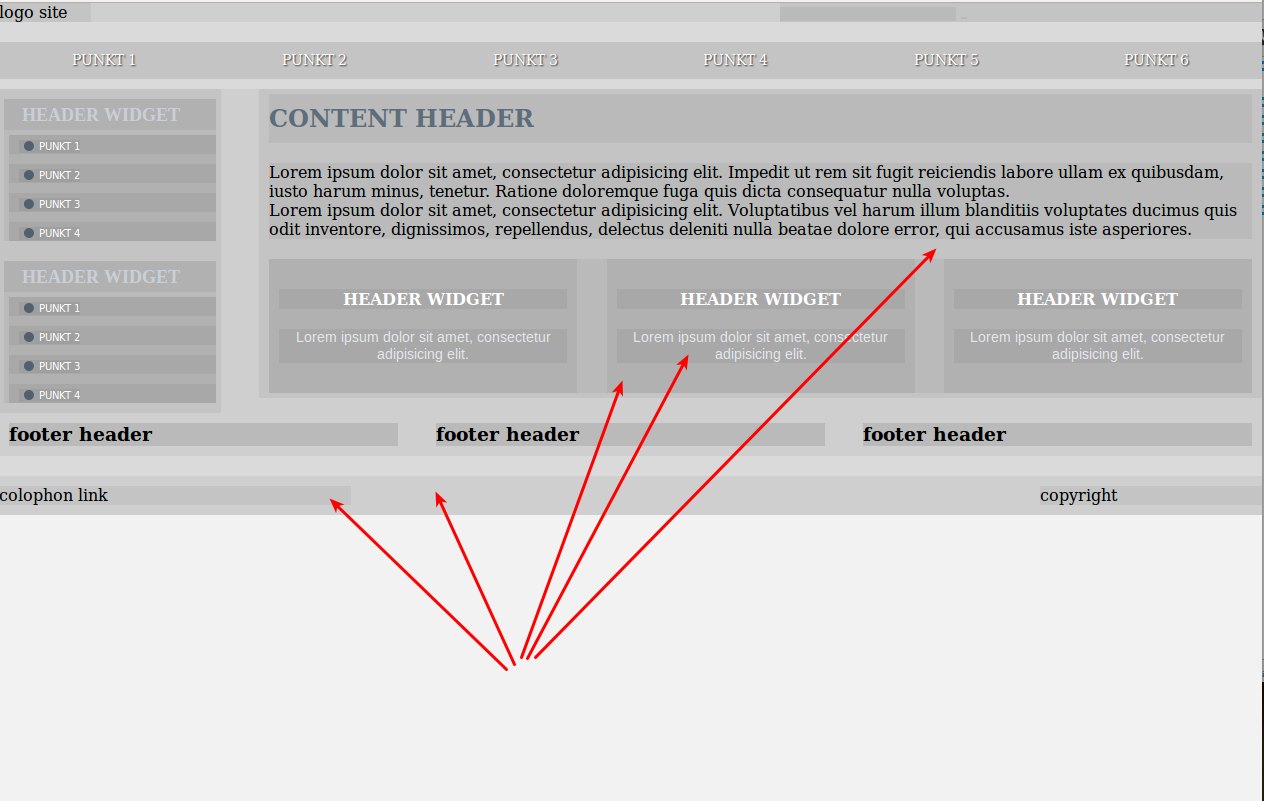 logo site
PUNKT 1 PUNKT 2 PUNKT 3 PUNKT 4 PUNKT 5 PUNKT 6
HEADER WIDGET
PUNKT 1
PUNKT 2
PUNKT 3
PUNKT 4
HEADER WIDGET
PUNKT 1
PUNKT 2
PUNKT 3
PUNKT 4
CONTENT HEADER
Lorem ipsum dolor sit amet, consectetur adipisicing elit. Impedit ut rem sit fugit reiciendis labore ullam ex quibusdam,
iusto harum minus, tenetur. Ratione doloremque fuga quis dicta consequatur nulla voluptas.
Lorem ipsum dolor sit amet, consectetur adipisicing elit. Voluptatibus vel harum illum blanditiis voluptates ducimus quis
odit inventore, dignissimos, repellendus, delectus deleniti nulla beatae dolore error, qui accusamus iste asperiores.
HEADER WIDGET
Lorem ipsum dolor sit amet, consectetur
adipisicing elit.
HEADER WIDGET
Lorem ipsum dolor sit amet, consectetur
adipisicing elit.
HEADER WIDGET
Lorem ipsum dolor sit amet, consectetur
adipisicing elit.
footer header footer header footer header
colophon link copyright